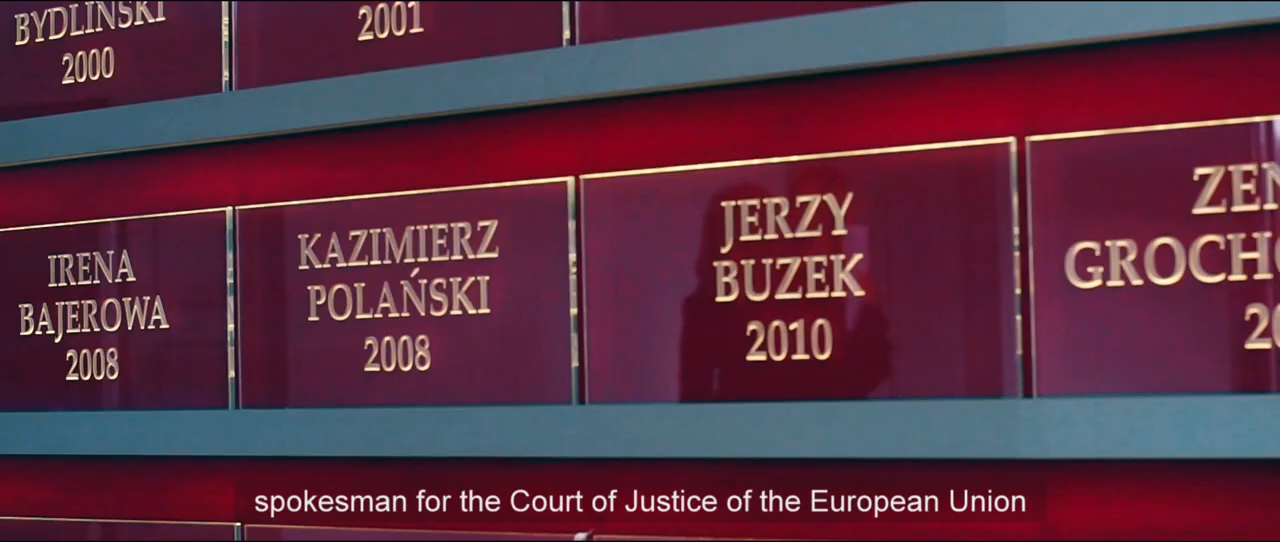 BYDLIŃSKI
2000
2001
IRENA
BAJEROWA
2008
KAZIMIERZ
POLAŃSKI
2008
JERZY
BUZEK
2010
spokesman for the Court of Justice of the European Union